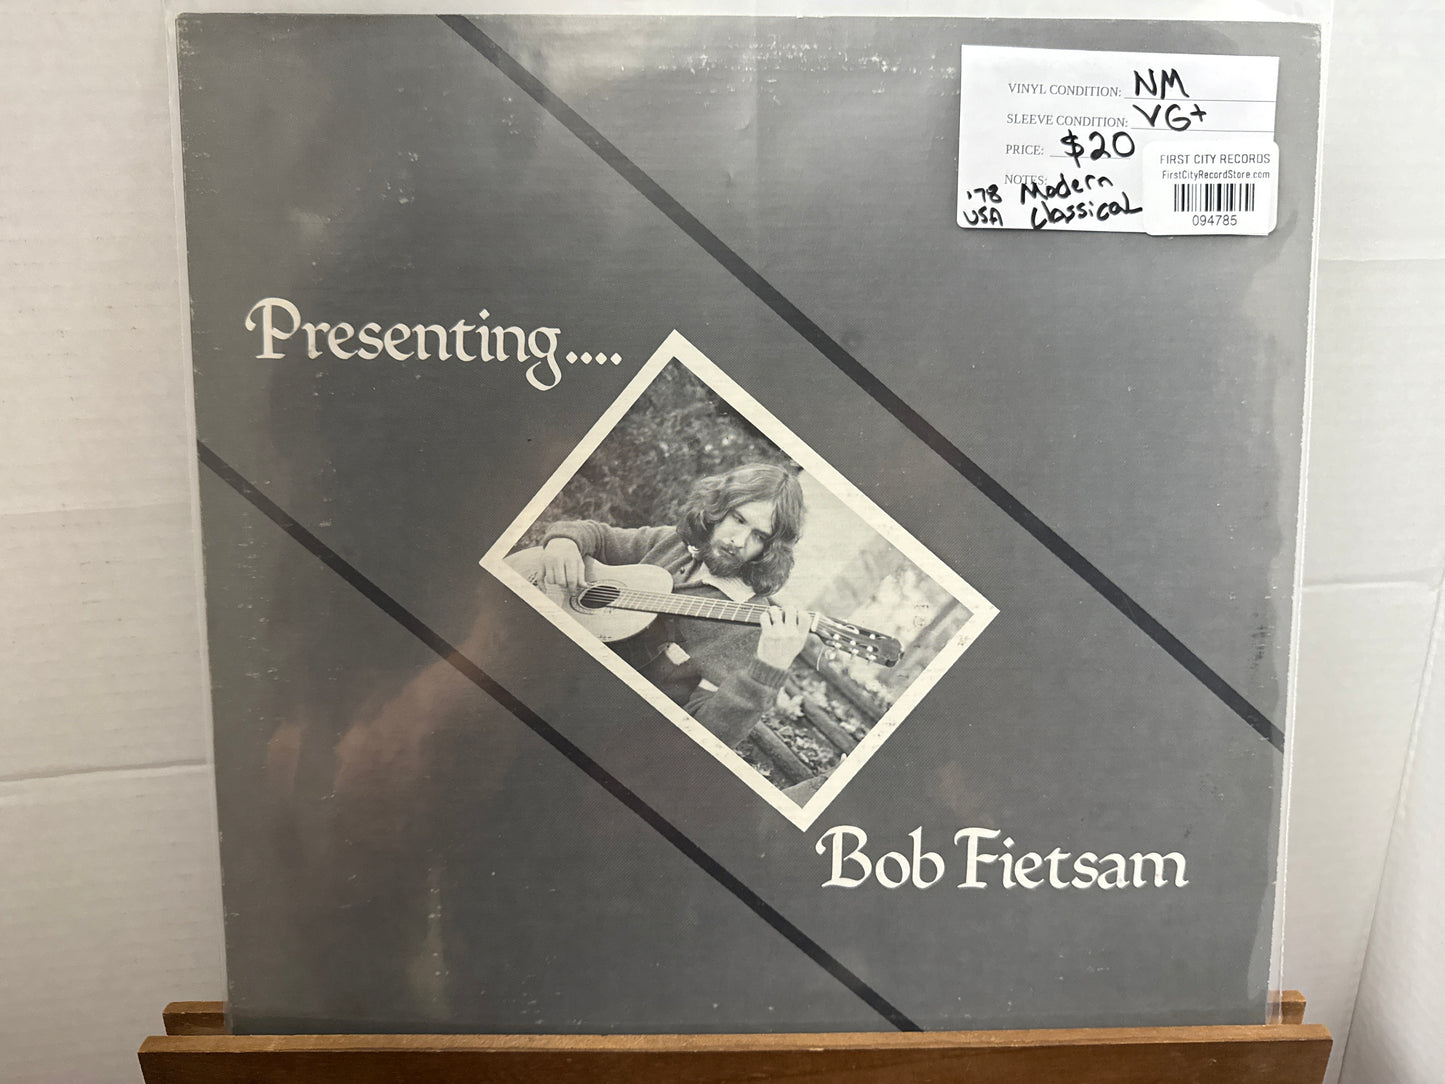 VINYL CONDITION: NM
SLEEVE CONDITION: VG+
PRICE: $20
NOTES:
'78 Modern
USA Classical
FIRST CITY RECORDS
FirstCityRecordStore.com
094785
Presenting....
Bob Fietsam